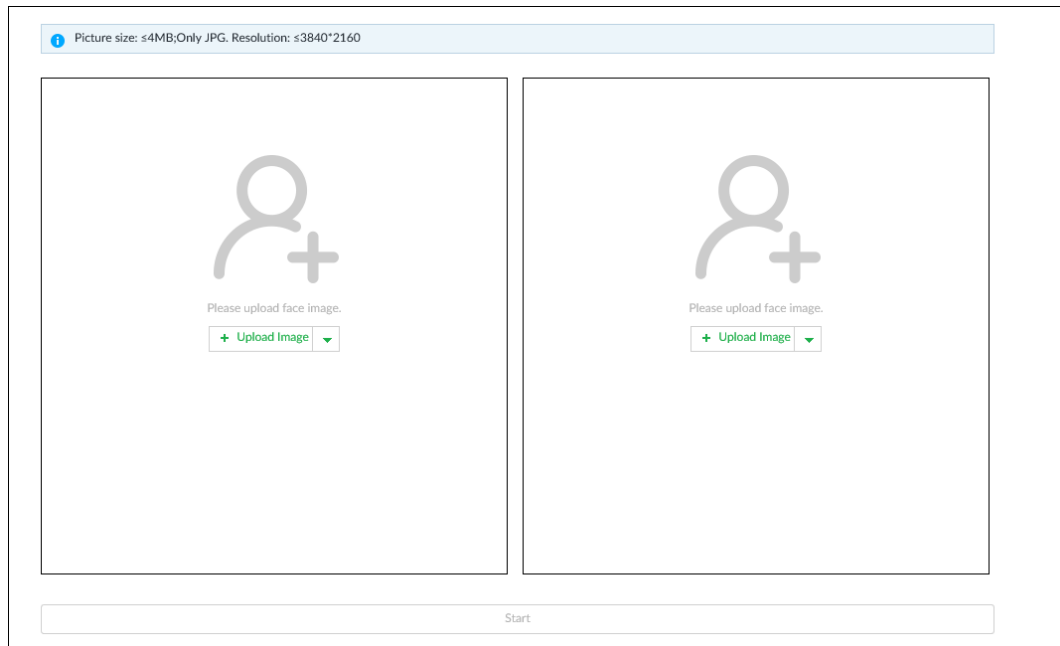 Picture size: ≤4MB;Only JPG. Resolution: ≤3840*2160
Please upload face image.
+ Upload Image
Please upload face image.
+ Upload Image
Start